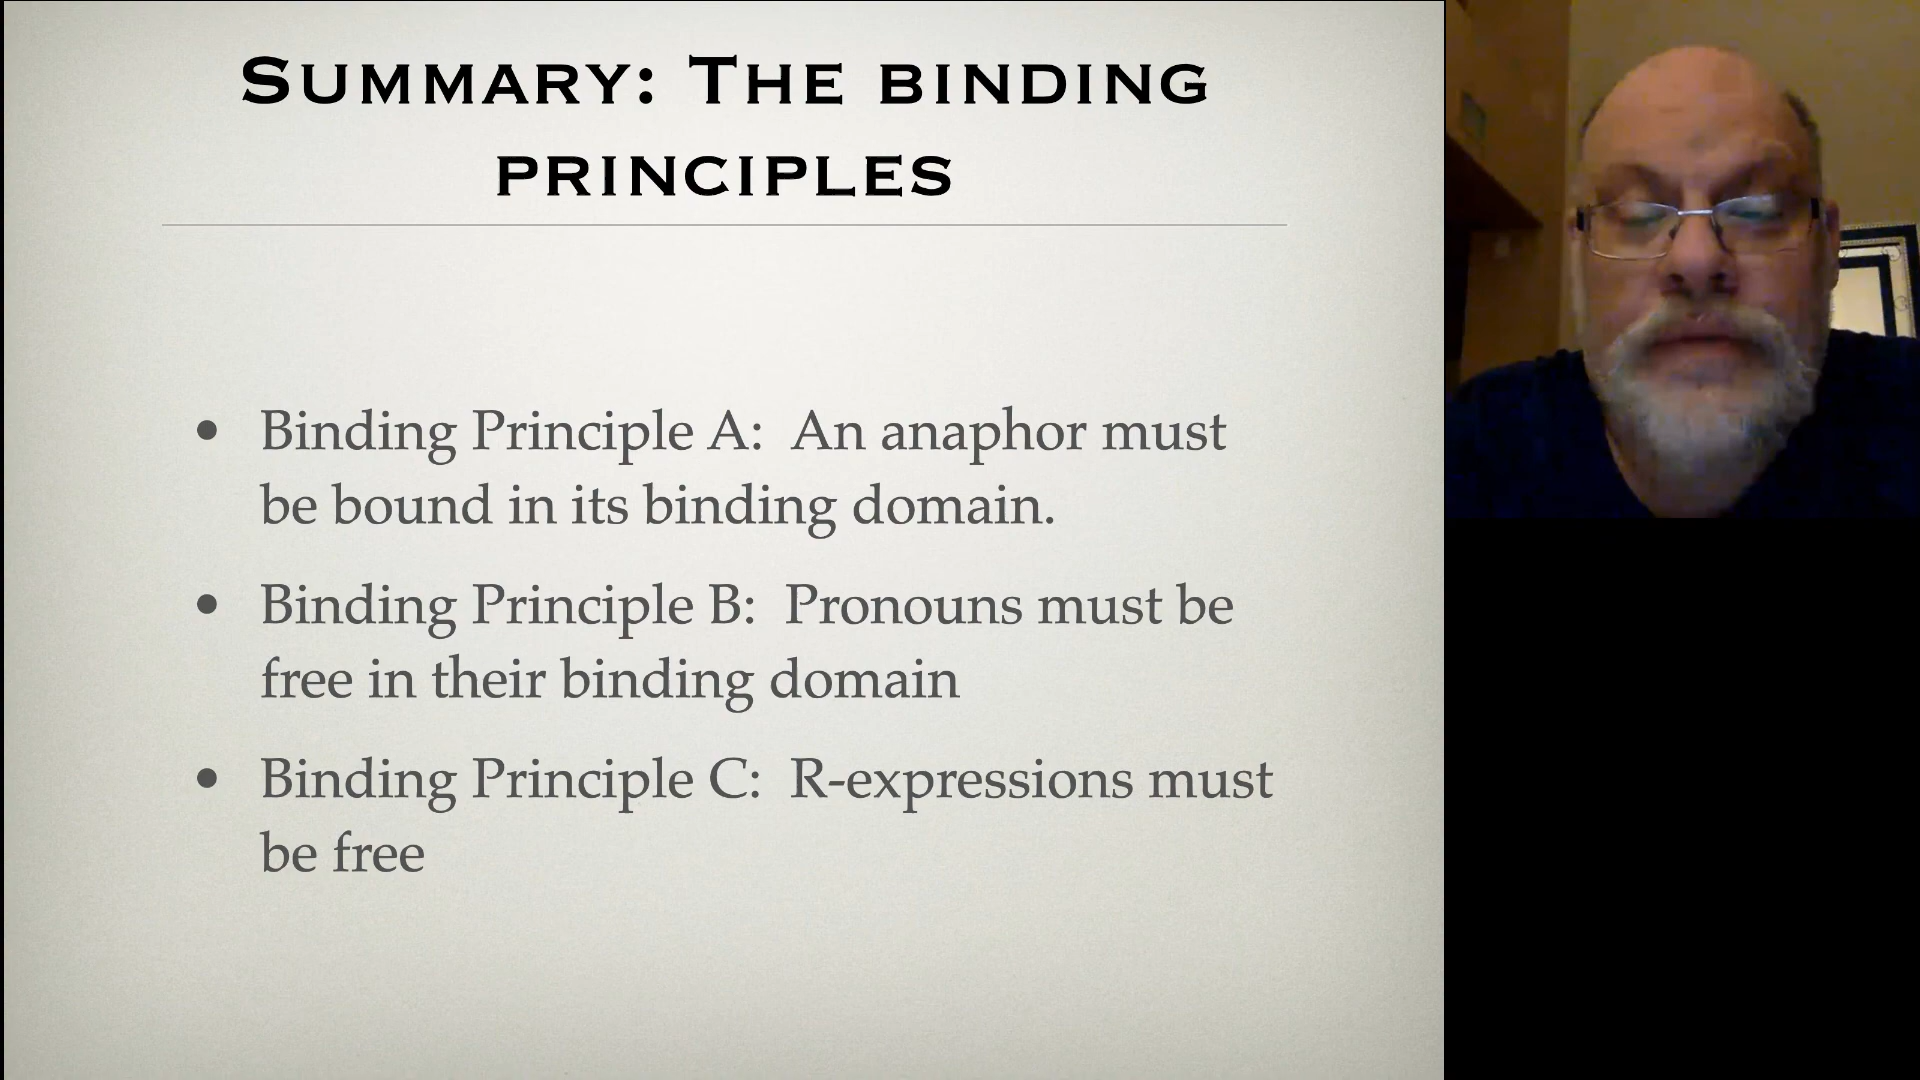 SUMMARY: THE BINDING
PRINCIPLES
• Binding Principle A: An anaphor must
be bound in its binding domain.
• Binding Principle B: Pronouns must be
free in their binding domain
• Binding Principle C: R-expressions must
be free